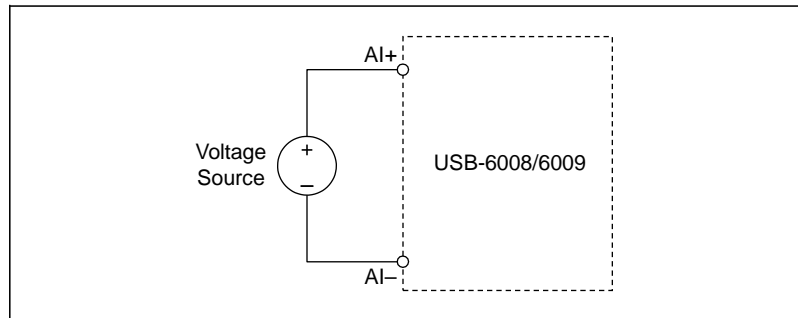 AI+
+
Voltage
Source
–
USB-6008/6009
AI–